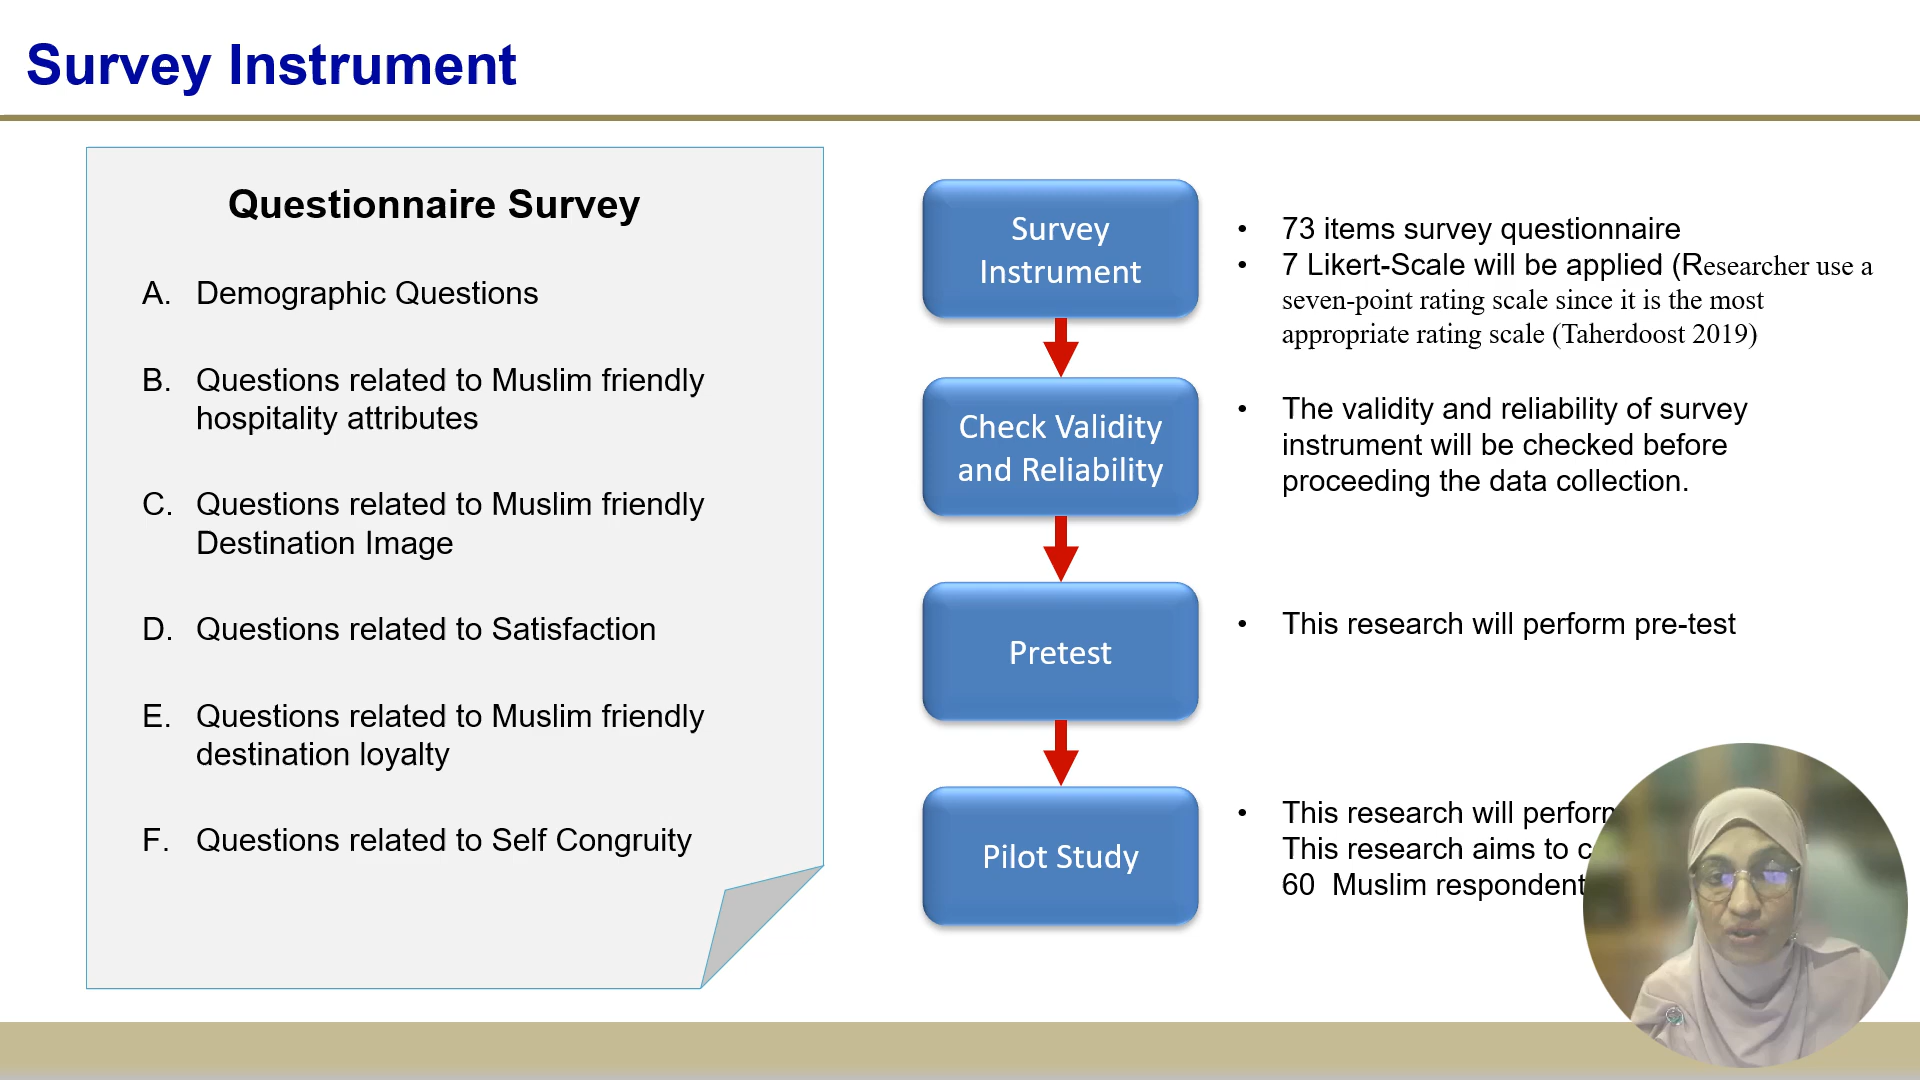 Survey Instrument
Questionnaire Survey
A. Demographic Questions
B. Questions related to Muslim friendly
hospitality attributes
C. Questions related to Muslim friendly
Destination Image
D. Questions related to Satisfaction
E. Questions related to Muslim friendly
destination loyalty
F. Questions related to Self Congruity
Survey
Instrument
• 73 items survey questionnaire
• 7 Likert-Scale will be applied (Researcher use a
seven-point rating scale since it is the most
appropriate rating scale (Taherdoost 2019)
Check Validity
and Reliability
• The validity and reliability of survey
instrument will be checked before
proceeding the data collection.
Pretest
• This research will perform pre-test
Pilot Study
• This research will perform
This research aims to
60 Muslim respondent